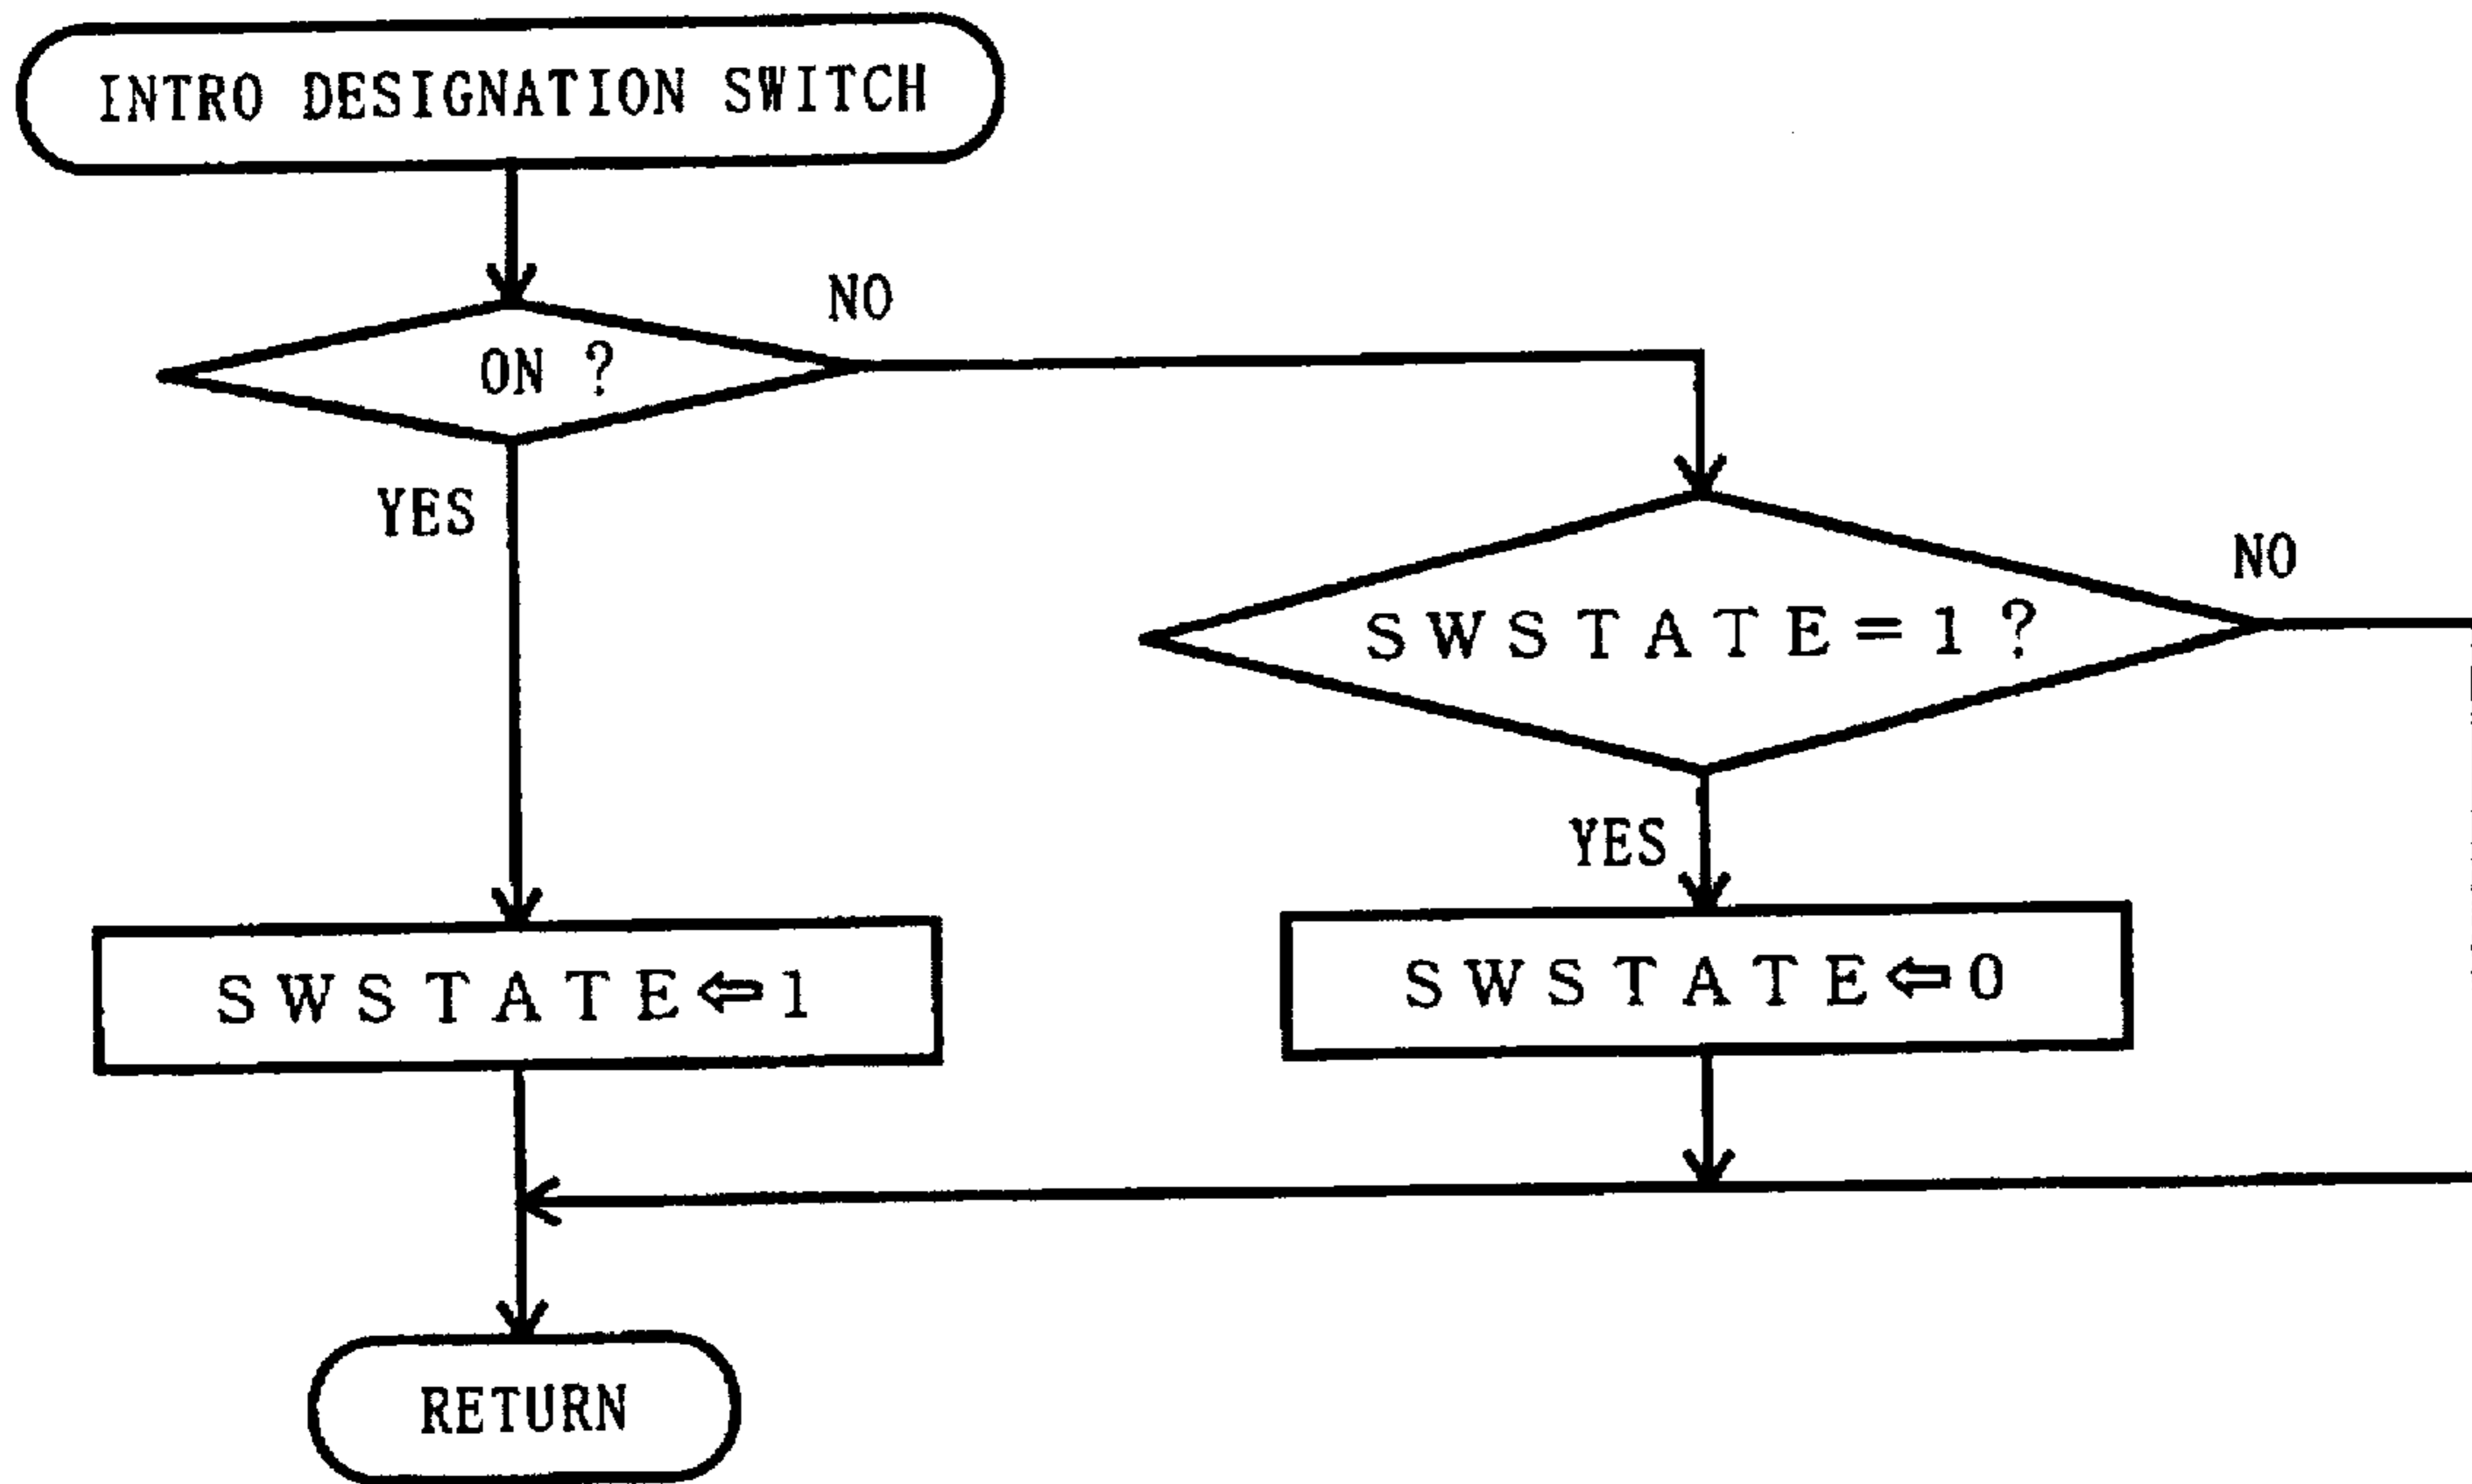 INTRO DESIGNATION SWITCH
NO
ON ?
YES
NO
SWSTATE=1?
YES
SWSTATE⇐1
SWSTATE⇐0
RETURN